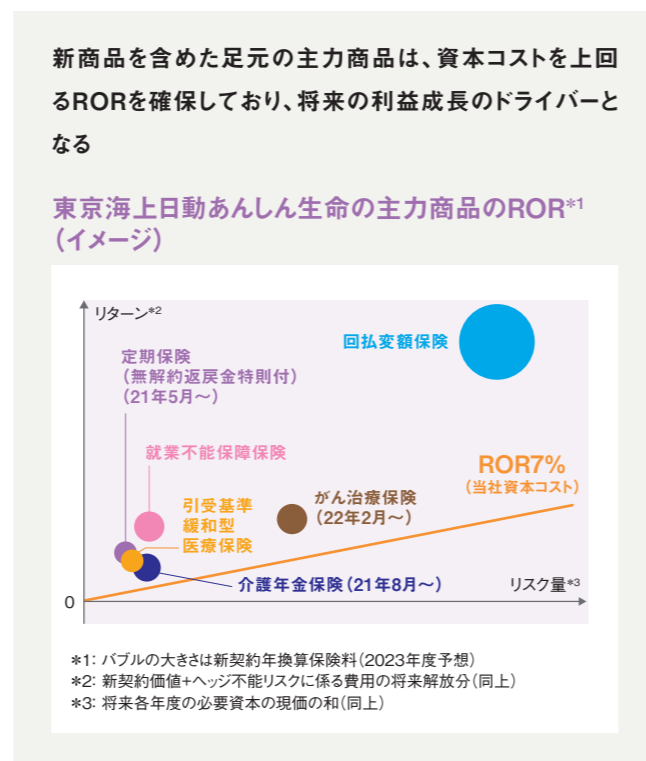 新商品を含めた足元の主力商品は、資本コストを上回
るRORを確保しており、将来の利益成長のドライバーと
なる
東京海上日動あんしん生命の主力商品のROR*1
(イメージ)
リターン*2
回払変額保険
定期保険
(無解約返戻金特則付)
(21年5月〜)
就業不能保障保険
引受基準
緩和型
医療保険
がん治療保険
(22年2月〜)
ROR7%
(当社資本コスト)
介護年金保険(21年8月〜)
リスク量*3
0
*1: バブルの大きさは新契約年換算保険料(2023年度予想)
*2: 新契約価値+ヘッジ不能リスクに係る費用の将来解放分(同上)
*3: 将来各年度の必要資本の現価の和(同上)